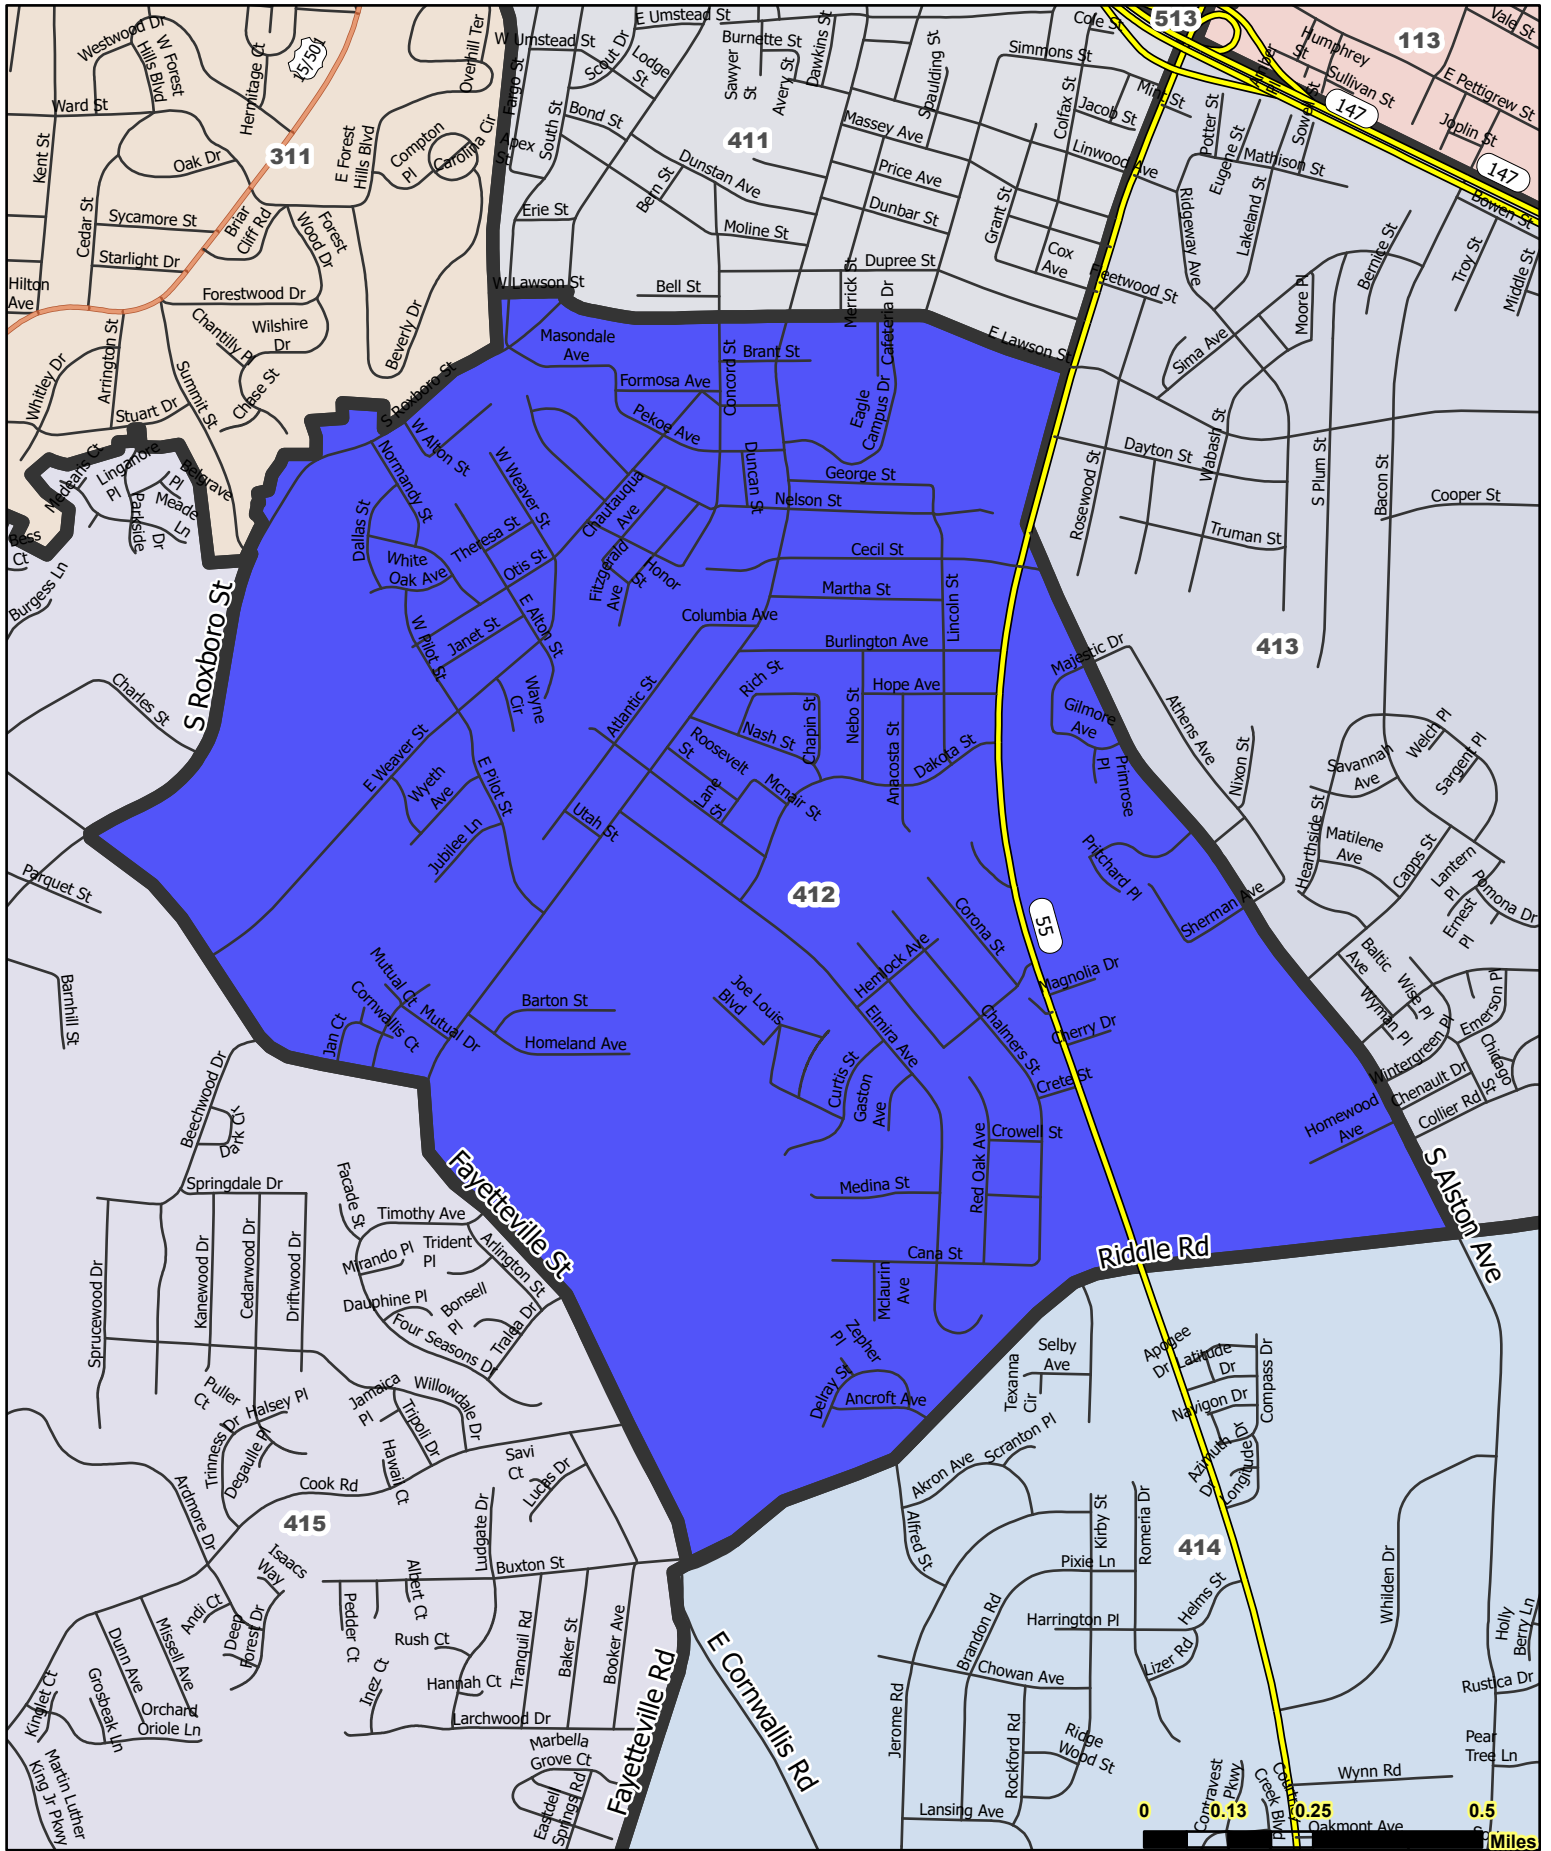 Westwood Dr
W Forest
Hills Blvd
Hermitage Ct
15/501
Overhill Ter
E Umstead St
W Umstead St
Scout Dr
Lodge
St
Burnette St
Sawyer
St
Avery St
Dawkins St
Spaulding St
Cole St
513
Simmons St
Amber
Humphrey
St
Sullivan St
113
Vale St
E Pettigrew St
Joplin St
147
147
Ward St
Kent St
Oak Dr
311
E Forest
Hills Blvd
Compton
Pl
Carolina Cir
Fargo St
Apex
St
South St
Bond St
411
Massey Ave
Colfax St
Jacob St
Mint St
Potter St
Eugene St
Sowell St
Mathison St
Linwood Ave
Bowen St
Price Ave
Dunstan Ave
Bern St
Dunbar St
Grant St
Ridgeway Ave
Lakeland St
Cedar St
Sycamore St
Briar
Cliff Rd
Forest
Wood Dr
Erie St
Moline St
Cox
Ave
Bernice St
Troy St
Middle St
Starlight Dr
Hilton
Ave
Forestwood Dr
W Lawson St
Bell St
Dupree St
Merrick St
Cafeteria Dr
Fleetwood St
Moore Pl
Chantilly Pl
Wilshire
Dr
Beverly Dr
Masondale
Ave
Brant St
Concord St
E Lawson St
Sima Ave
Whitley Dr
Arrington St
Summit St
Chase St
Stuart Dr
S Roxboro St
Formosa Ave
Pekoe Ave
Eagle
Campus Dr
W Alton St
Normandy St
W Weaver St
Duncan St
George St
Nelson St
Dayton St
Wabash St
S Plum St
Bacon St
Cooper St
Medearis Ct
Linganore
Pl
Belgrave
Pl
Meade
Ln
Parkside
Dr
Bess
Ct
Burgess Ln
Dallas St
White
Oak Ave
Theresa St
Otis St
Chautauqua
Ave
Fitzgerald
Ave
Honor
St
Cecil St
Rosewood St
Truman St
S Roxboro St
Martha St
Lincoln St
Columbia Ave
Burlington Ave
W Pilot St
Janet St
E Alton St
Majestic Dr
413
Charles St
Wayne
Cir
Atlantic St
Rich St
Hope Ave
Nebo St
Gilmore
Ave
Athens Ave
Nash St
Chapin St
Anacosta St
Dakota St
Primrose
Pl
Nixon St
Welch Pl
Savannah
Ave
Sargent Pl
E Weaver St
Wyeth
Ave
E Pilot St
Roosevelt
St
Lane
St
Mcnair St
Utah St
Jubilee Ln
Hearthside St
Matilene
Ave
Capps St
Lantern
Pl
Pomona Dr
Ernest
Pl
Parquet St
412
Pritchard Pl
Sherman Ave
Corona St
55
Hemlock Ave
Magnolia Dr
Baltic
Ave
Wise Pl
Wyman Pl
Emerson Pl
Barnhill St
Mutual Ct
Cornwallis Ct
Mutual Dr
Jan Ct
Barton St
Homeland Ave
Joe Louis
Blvd
Elmira Ave
Chalmers St
Cherry Dr
Wintergreen Pl
Chicago
St
Chenault Dr
Collier Rd
Homewood
Ave
Beechwood Dr
Dark Ct
Curtis St
Gaston
Ave
Crete St
Crowell St
Red Oak Ave
S Alston Ave
Springdale Dr
Facade St
Timothy Ave
Fayetteville St
Medina St
Kanewood Dr
Cedarwood Dr
Driftwood Dr
Sprucewood Dr
Mirando Pl
Trident
Pl
Arlington St
Cana St
Riddle Rd
Dauphine Pl
Bonsell
Pl
Four Seasons Dr
Tralea Dr
Mclaurin
Ave
Zepher
Pl
Delray St
Ancroft Ave
Selby
Ave
Texanna
Cir
Apogee
Dr
Latitude
Dr
Compass Dr
Navigon Dr
Azimuth
Dr
Longitude Dr
Puller
Ct
Halsey Pl
Trinness Dr
Degaulle Pl
Jamaica
Pl
Tripoli Dr
Willowdale Dr
Hawaii Ct
Savi
Ct
Lucas Dr
Cook Rd
Ardmore Dr
415
Scranton Pl
Akron Ave
Alfred St
Kirby St
Romeria Dr
414
Ludgate Dr
Buxton St
Pixie Ln
Whilden Dr
Isaacs
Way
Andi Ct
Deep
Forest Dr
Pedder Ct
Albert Ct
Helms St
Harrington Pl
Holly
Berry Ln
Dunn Ave
Missell Ave
Rush Ct
Tranquil Rd
Baker St
Booker Ave
Brandon Rd
Lizer Rd
Chowan Ave
Rustica Dr
Kinglet Ct
Grosbeak Ln
Orchard
Oriole Ln
Inez Ct
Hannah Ct
Larchwood Dr
Fayetteville Rd
E Cornwallis Rd
Jerome Rd
Rockford Rd
Ridge
Wood St
Pear
Tree Ln
Martin Luther
King Jr Pkwy
Marbella
Grove Ct
Eastdell
Springs Rd
Lansing Ave
Contravest
Pkwy
Creek Blvd
Wynn Rd
Oakmont Ave
0 0.13 0.25 0.5
Miles